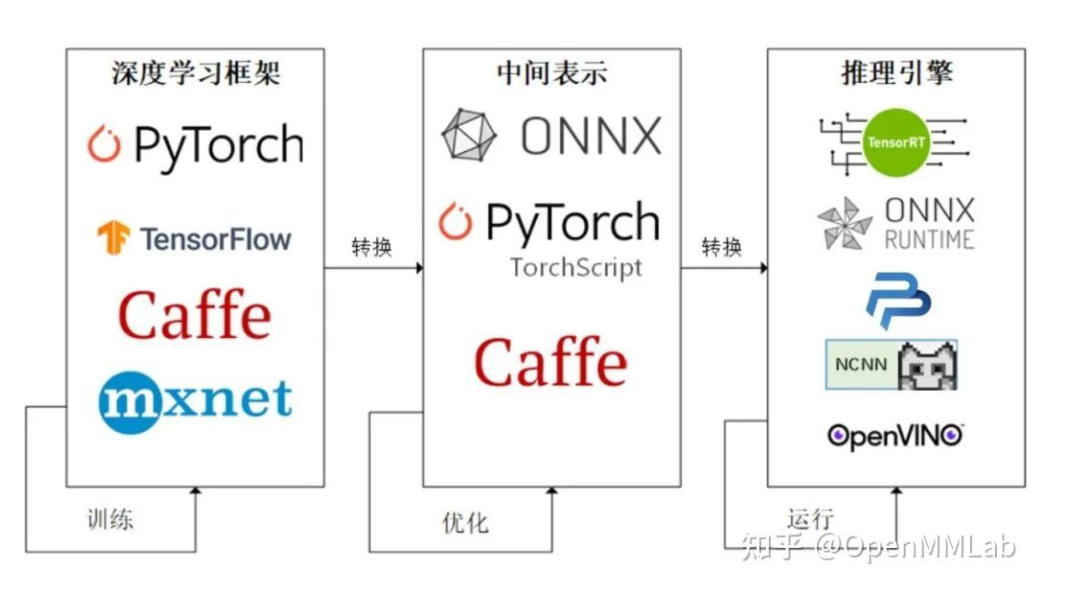 深度学习框架
PyTorch
TensorFlow
Caffe
mxnet
训练
转换
中间表示
ONNX
PyTorch
TorchScript
Caffe
优化
转换
推理引擎
TensorRT
ONNX
RUNTIME
NCNN
OpenVINO
运行
知乎 @OpenMMLab